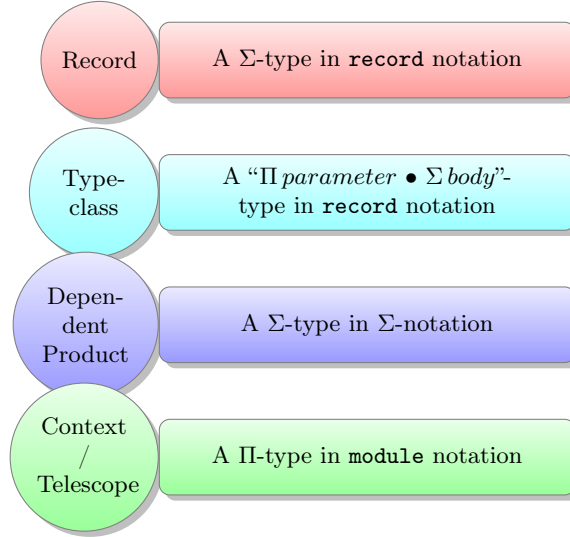 Record
A Σ-type in record notation
Type-
class
A “Π parameter • Σ body”-
type in record notation
Depen-
dent
Product
A Σ-type in Σ-notation
Context
/
Telescope
A Π-type in module notation